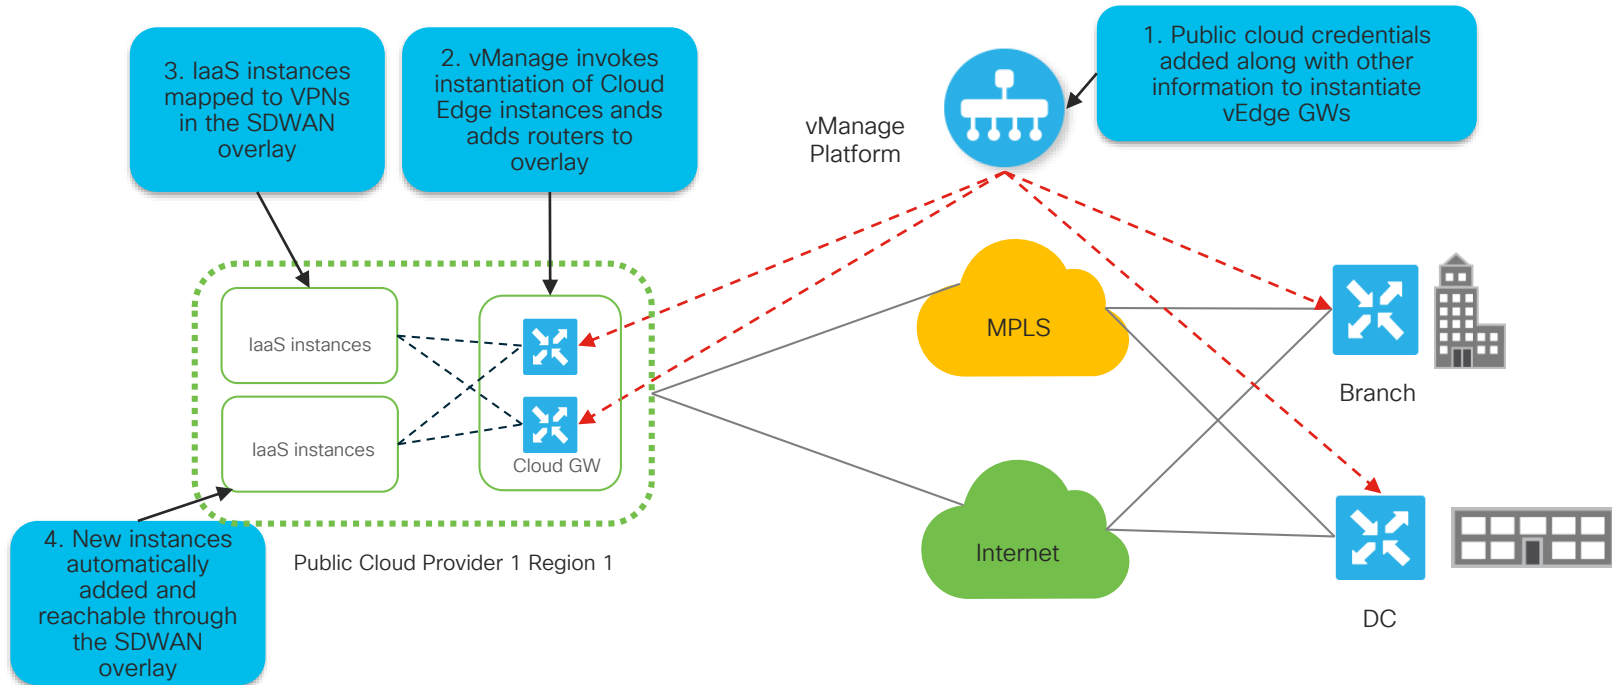 3. IaaS instances
mapped to VPNs
in the SDWAN
overlay
2. vManage invokes
instantiation of Cloud
Edge instances ands
adds routers to
overlay
1. Public cloud credentials
added along with other
information to instantiate
vEdge GWs
vManage
Platform
IaaS instances
IaaS instances
Cloud GW
MPLS
Branch
Internet
DC
4. New instances
automatically
added and
reachable through
the SDWAN
overlay
Public Cloud Provider 1 Region 1